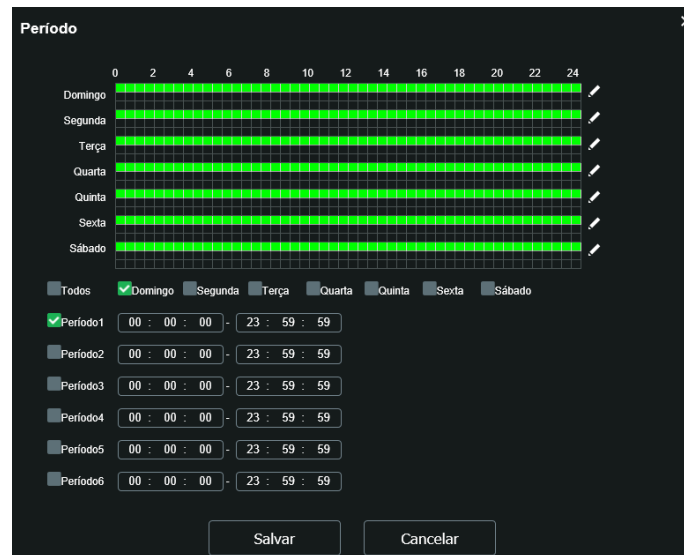 Período
0 2 4 6 8 10 12 14 16 18 20 22 24
Domingo
Segunda
Terça
Quarta
Quinta
Sexta
Sábado
Todos Domingo Segunda Terça Quarta Quinta Sexta Sábado
Período1 00 : 00 : 00 - 23 : 59 : 59
Período2 00 : 00 : 00 - 23 : 59 : 59
Período3 00 : 00 : 00 - 23 : 59 : 59
Período4 00 : 00 : 00 - 23 : 59 : 59
Período5 00 : 00 : 00 - 23 : 59 : 59
Período6 00 : 00 : 00 - 23 : 59 : 59
Salvar Cancelar